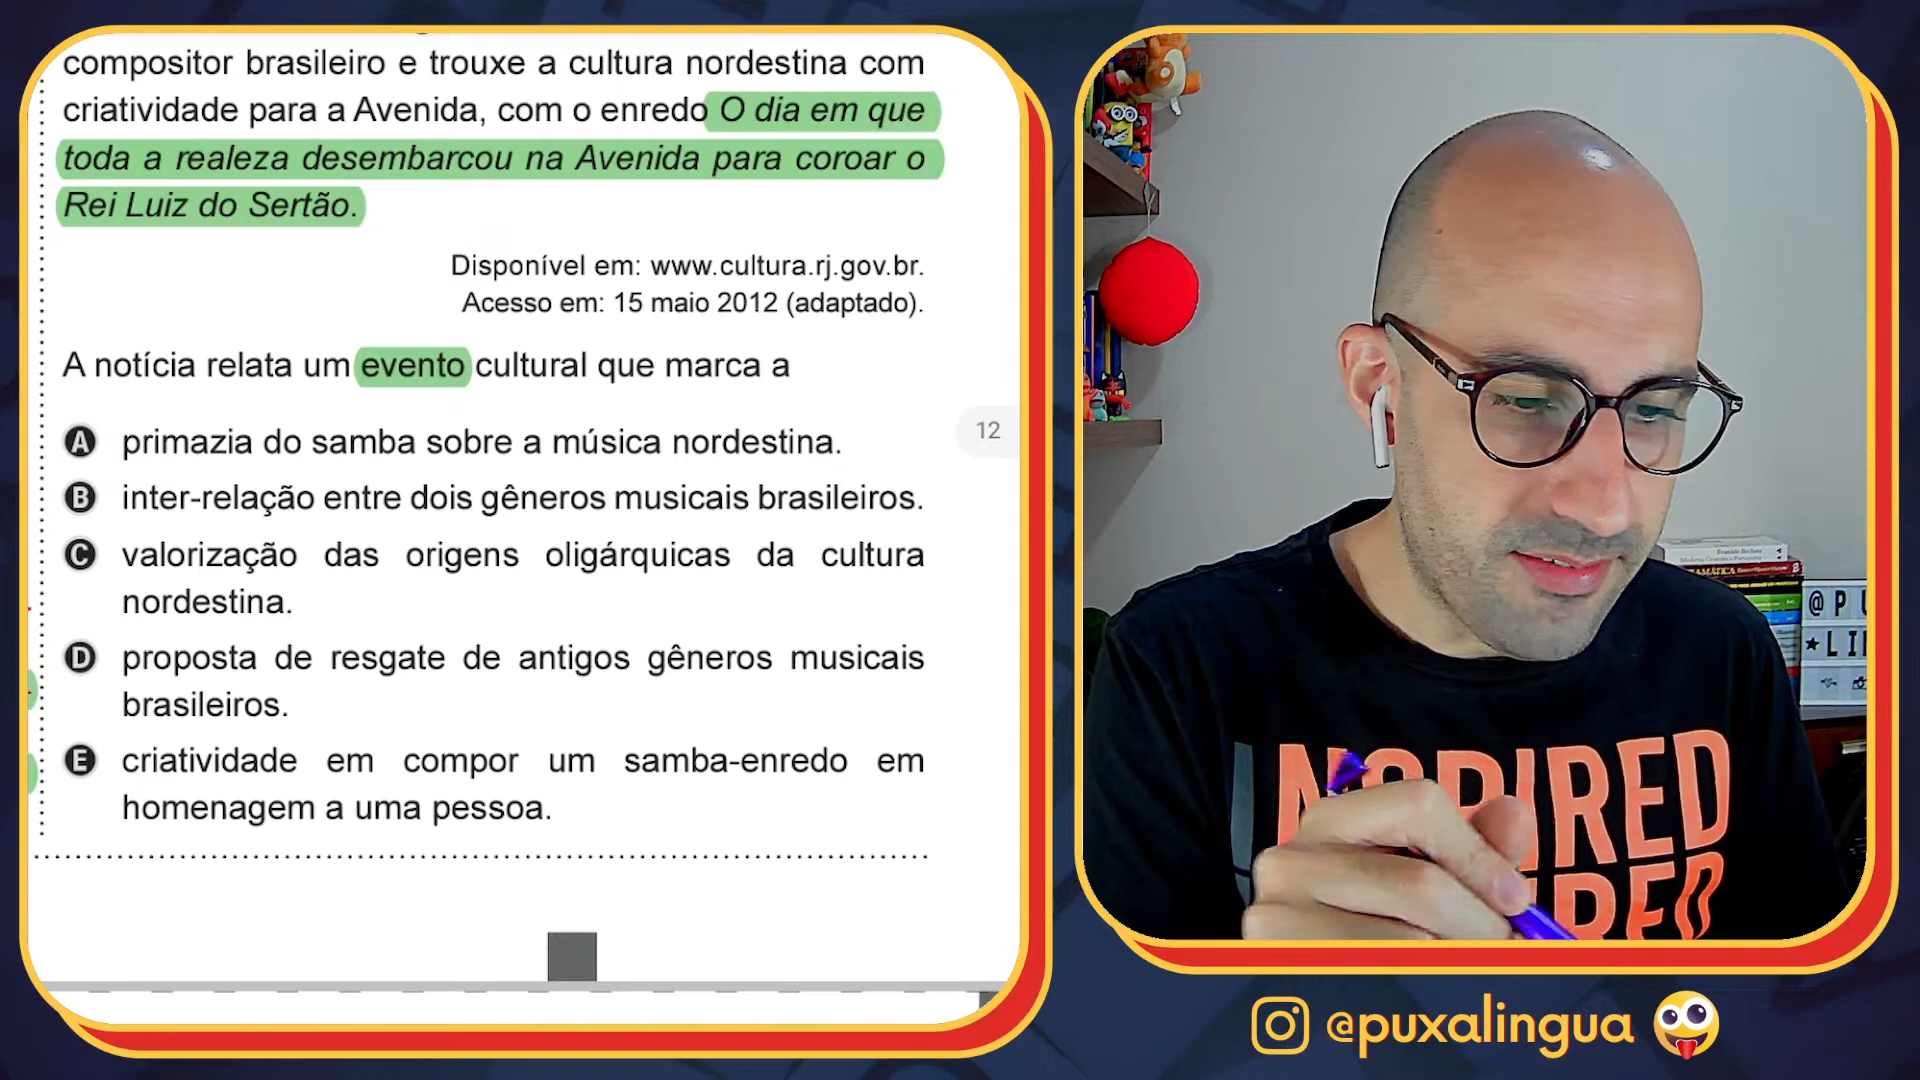 compositor brasileiro e trouxe a cultura nordestina com
criatividade para a Avenida, com o enredo O dia em que
toda a realeza desembarcou na Avenida para coroar o
Rei Luiz do Sertão.
Disponível em: www.cultura.rj.gov.br.
Acesso em: 15 maio 2012 (adaptado).
A notícia relata um evento cultural que marca a
A primazia do samba sobre a música nordestina.
B inter-relação entre dois gêneros musicais brasileiros.
C valorização das origens oligárquicas da cultura
nordestina.
D proposta de resgate de antigos gêneros musicais
brasileiros.
E criatividade em compor um samba-enredo em
homenagem a uma pessoa.
12
@PU
★LI
@puxalingua